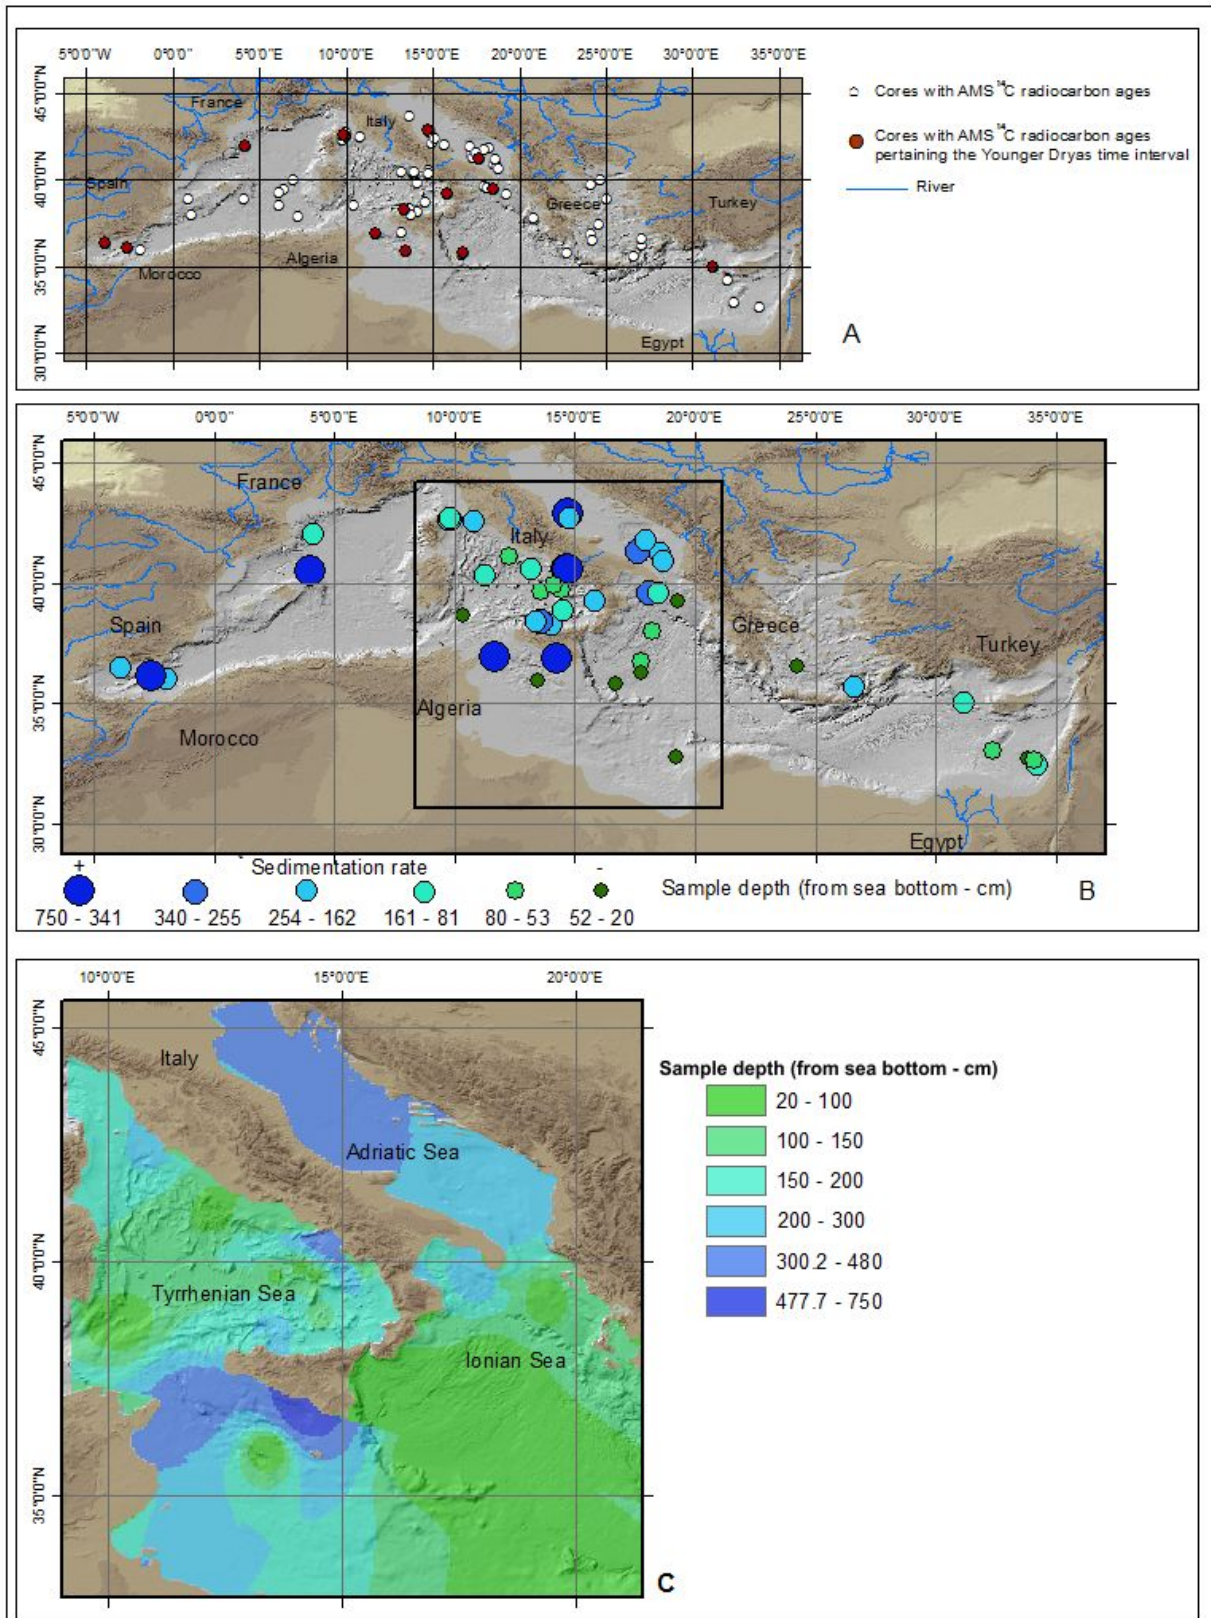 5°0'0"W 0°0'0" 5°0'0"E 10°0'0"E 15°0'0"E 20°0'0"E 25°0'0"E 30°0'0"E 35°0'0"E
45°0'0"N
40°0'0"N
35°0'0"N
30°0'0"N
France
Italy
Spain
Greece
Turkey
Morocco
Algeria
Egypt
Cores with AMS 14C radiocarbon ages
Cores with AMS 14C radiocarbon ages
pertaining the Younger Dryas time interval
River
A
5°0'0"W 0°0'0" 5°0'0"E 10°0'0"E 15°0'0"E 20°0'0"E 25°0'0"E 30°0'0"E 35°0'0"E
45°0'0"N
40°0'0"N
35°0'0"N
30°0'0"N
France
Italy
Spain
Greece
Turkey
Algeria
Morocco
Egypt
+ Sedimentation rate -
Sample depth (from sea bottom - cm)
B
750 - 341 340 - 255 254 - 162 161 - 81 80 - 53 52 - 20
10°0'0"E 15°0'0"E 20°0'0"E
45°0'0"N
40°0'0"N
35°0'0"N
Italy
Adriatic Sea
Tyrrhenian Sea
Ionian Sea
Sample depth (from sea bottom - cm)
20 - 100
100 - 150
150 - 200
200 - 300
300.2 - 480
477.7 - 750
C